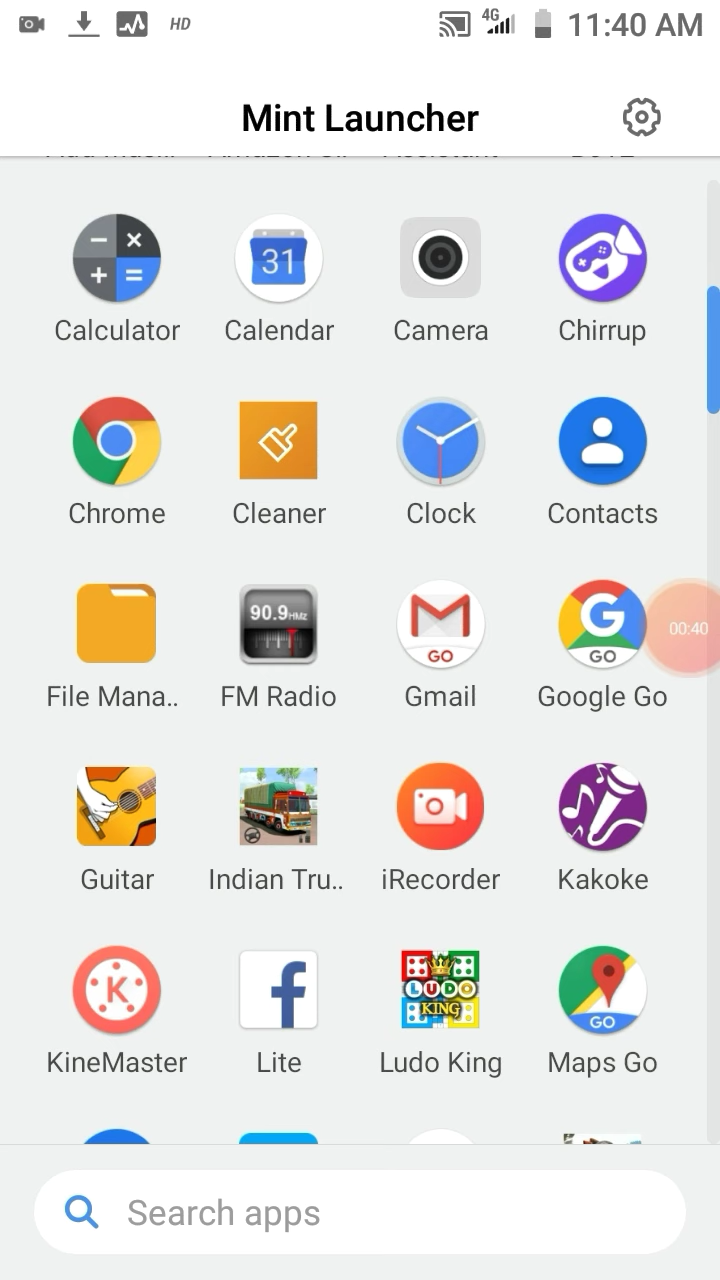 HD 4G 11:40 AM
Mint Launcher
31
Calculator Calendar Camera Chirrup
Chrome Cleaner Clock Contacts
90.9HMz
GO GO
00:40
File Mana.. FM Radio Gmail Google Go
Guitar Indian Tru.. iRecorder Kakoke
K
LUDO
KING
GO
KineMaster Lite Ludo King Maps Go
Search apps